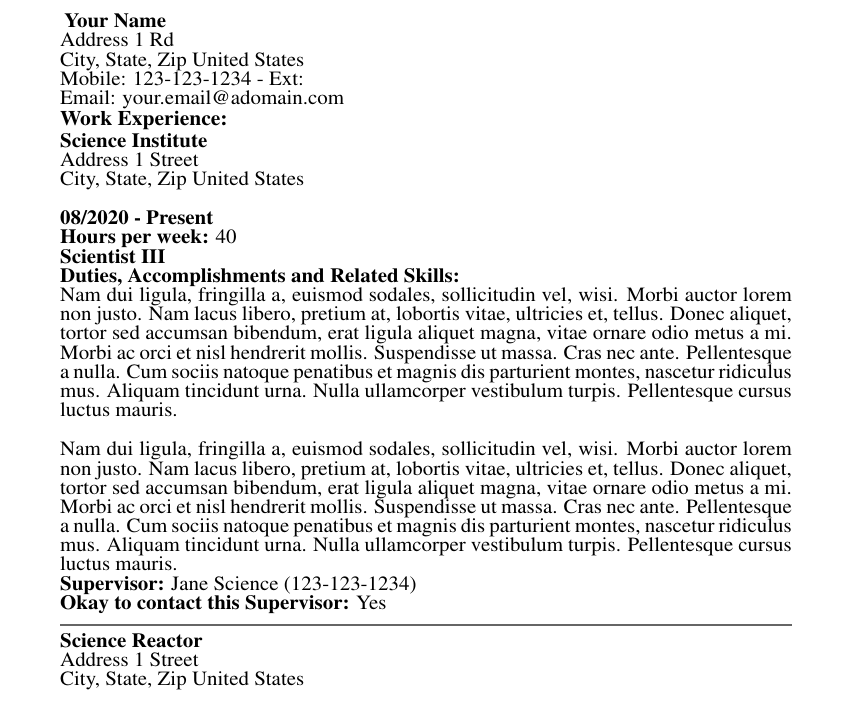 Your Name
Address 1 Rd
City, State, Zip United States
Mobile: 123-123-1234 - Ext:
Email: your.email@adomain.com
Work Experience:
Science Institute
Address 1 Street
City, State, Zip United States
08/2020 - Present
Hours per week: 40
Scientist III
Duties, Accomplishments and Related Skills:
Nam dui ligula, fringilla a, euismod sodales, sollicitudin vel, wisi. Morbi auctor lorem
non justo. Nam lacus libero, pretium at, lobortis vitae, ultricies et, tellus. Donec aliquet,
tortor sed accumsan bibendum, erat ligula aliquet magna, vitae ornare odio metus a mi.
Morbi ac orci et nisl hendrerit mollis. Suspendisse ut massa. Cras nec ante. Pellentesque
a nulla. Cum sociis natoque penatibus et magnis dis parturient montes, nascetur ridiculus
mus. Aliquam tincidunt urna. Nulla ullamcorper vestibulum turpis. Pellentesque cursus
luctus mauris.
Nam dui ligula, fringilla a, euismod sodales, sollicitudin vel, wisi. Morbi auctor lorem
non justo. Nam lacus libero, pretium at, lobortis vitae, ultricies et, tellus. Donec aliquet,
tortor sed accumsan bibendum, erat ligula aliquet magna, vitae ornare odio metus a mi.
Morbi ac orci et nisl hendrerit mollis. Suspendisse ut massa. Cras nec ante. Pellentesque
a nulla. Cum sociis natoque penatibus et magnis dis parturient montes, nascetur ridiculus
mus. Aliquam tincidunt urna. Nulla ullamcorper vestibulum turpis. Pellentesque cursus
luctus mauris.
Supervisor: Jane Science (123-123-1234)
Okay to contact this Supervisor: Yes
Science Reactor
Address 1 Street
City, State, Zip United States